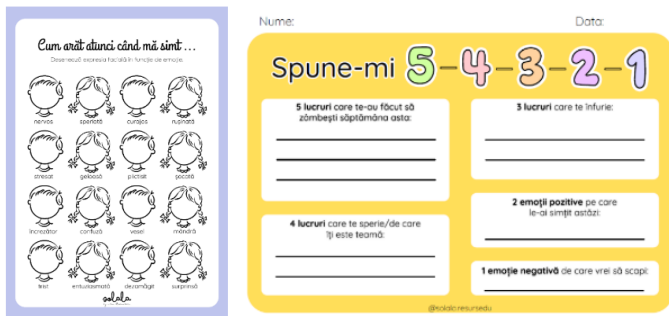 Cum arăt atunci când mă simt ...
Desenează expresia facială în funcție de emoție.
nervos speriată curajos rușinată
stresat geloasă plictisit șocată
încrezător confuză vesel mândră
trist entuziasmată dezamăgit surprinsă
solala
Nume: Data:
Spune-mi 5-4-3-2-1
5 lucruri care te-au făcut să
zâmbești săptămâna asta:
4 lucruri care te sperie/de care
îți este teamă:
3 lucruri care te înfurie:
2 emoții pozitive pe care
le-ai simțit astăzi:
1 emoție negativă de care vrei să scapi:
@solala.resursedu